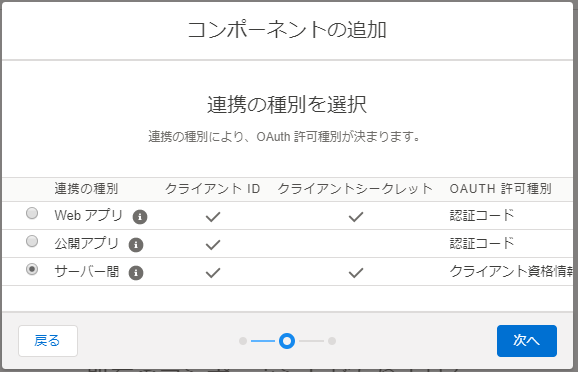 コンポーネントの追加
連携の種別を選択
連携の種別により、OAuth 許可種別が決まります。
連携の種別 クライアント ID クライアントシークレット OAUTH 許可種別
Web アプリ 認証コード
公開アプリ 認証コード
サーバー間 クライアント資格情報
戻る 次へ